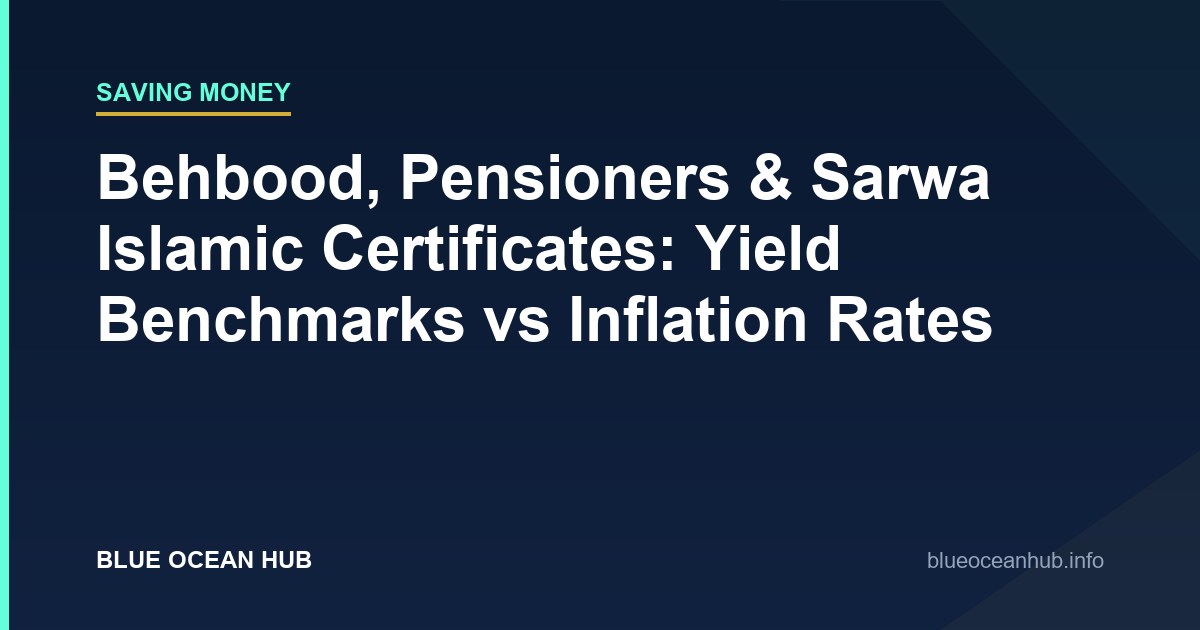 SAVING MONEY
Behbood, Pensioners & Sarwa
Islamic Certificates: Yield
Benchmarks vs Inflation Rates
BLUE OCEAN HUB
blueoceanhub.info